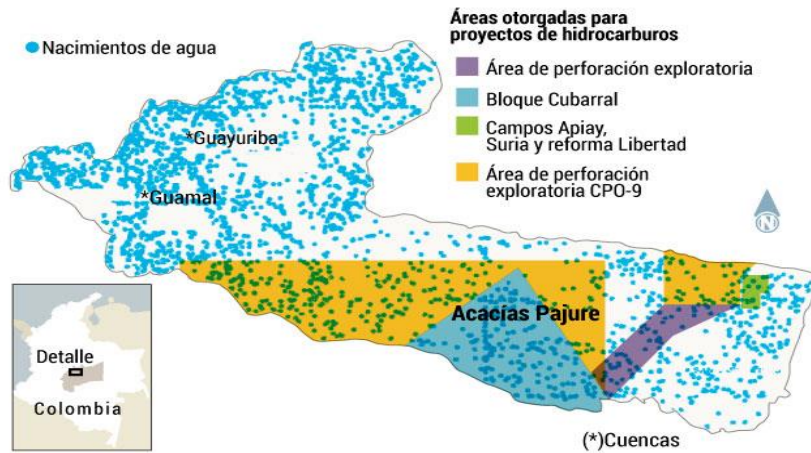 Nacimientos de agua
Áreas otorgadas para
proyectos de hidrocarburos
Área de perforación exploratoria
Bloque Cubarral
Campos Apiay,
Suria y reforma Libertad
Área de perforación
exploratoria CPO-9
*Guayuriba
*Guamal
N
Acacías Pajure
Detalle
Colombia
(*)Cuencas